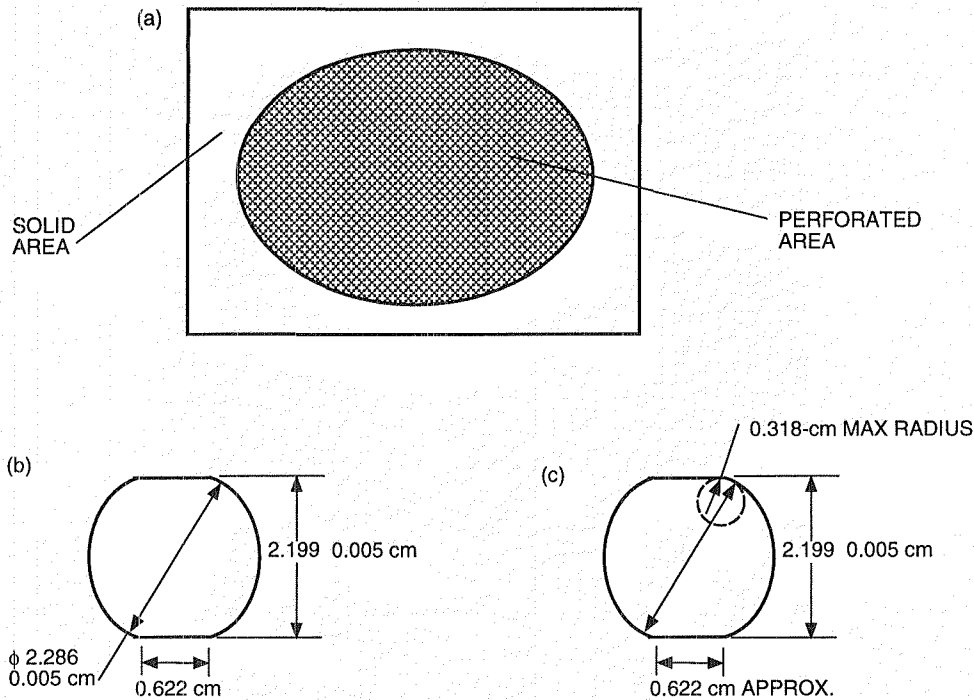 (a)
SOLID
AREA
PERFORATED
AREA
(b)
2.199 0.005 cm
ϕ 2.286
0.005 cm
0.622 cm
(c)
0.318-cm MAX RADIUS
2.199 0.005 cm
0.622 cm APPROX.